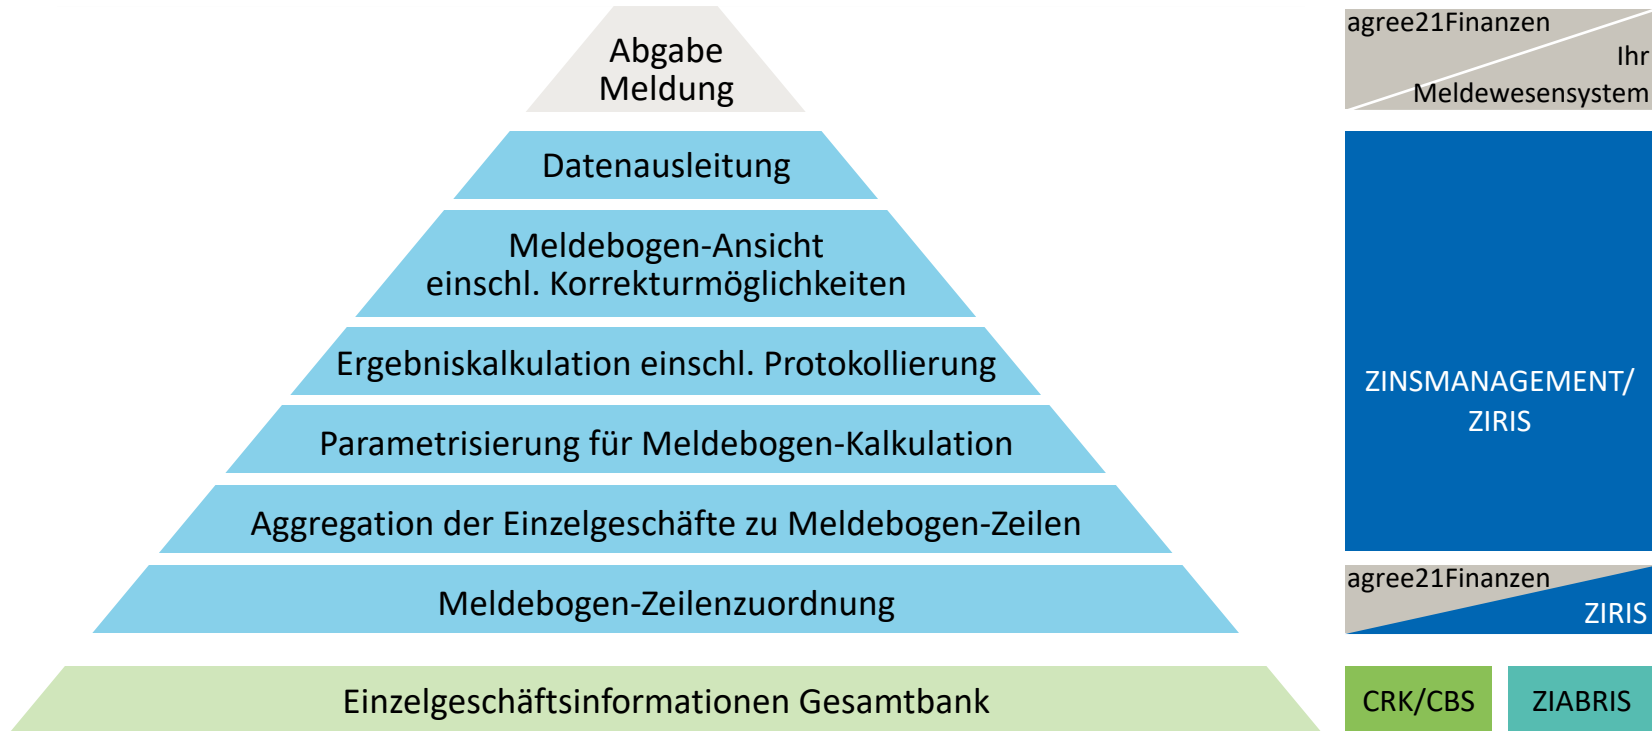 Abgabe
Meldung
Datenausleitung
Meldebogen-Ansicht
einschl. Korrekturmöglichkeiten
Ergebniskalkulation einschl. Protokollierung
Parametrisierung für Meldebogen-Kalkulation
Aggregation der Einzelgeschäfte zu Meldebogen-Zeilen
Meldebogen-Zeilenzuordnung
Einzelgeschäftsinformationen Gesamtbank
agree21Finanzen
Ihr
Meldewesensystem
ZINSMANAGEMENT/
ZIRIS
agree21Finanzen
ZIRIS
CRK/CBS
ZIABRIS